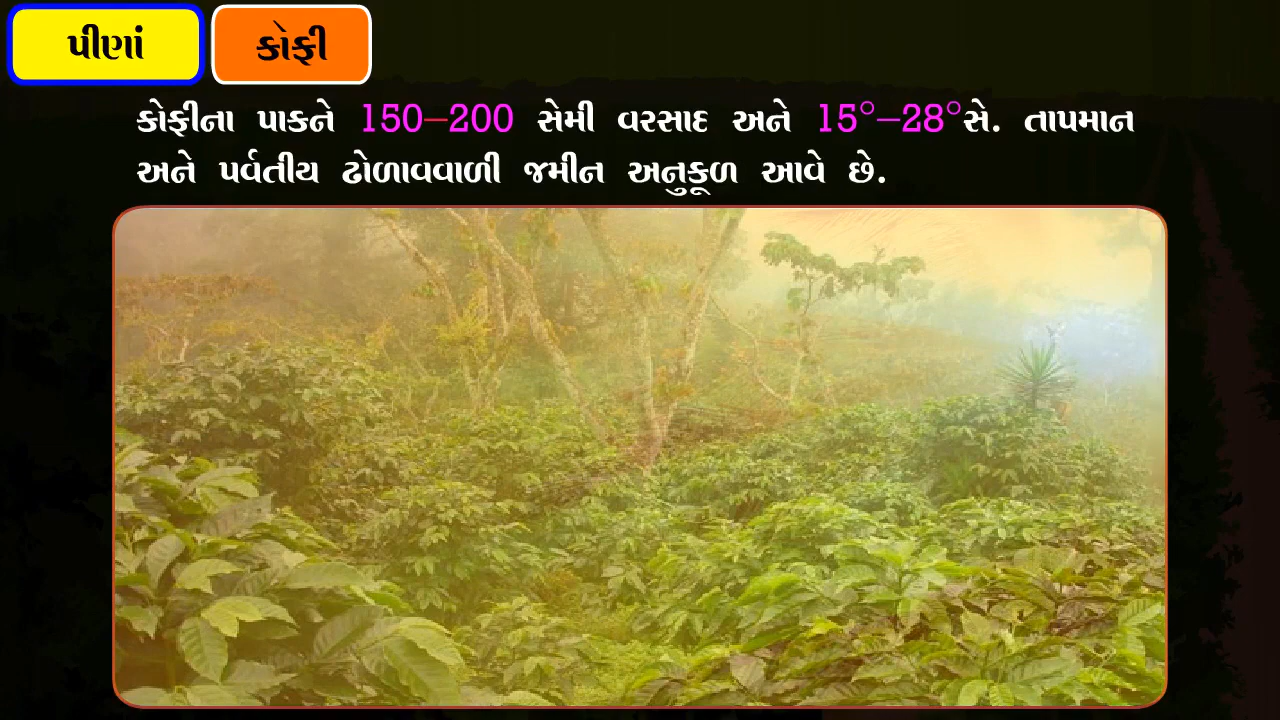 પીણાં
કોફી
કોફીના પાકને 150–200 સેમી વરસાદ અને 15°–28°સે. તાપમાન
અને પર્વતીય ઢોળાવવાળી જમીન અનુકૂળ આવે છે.